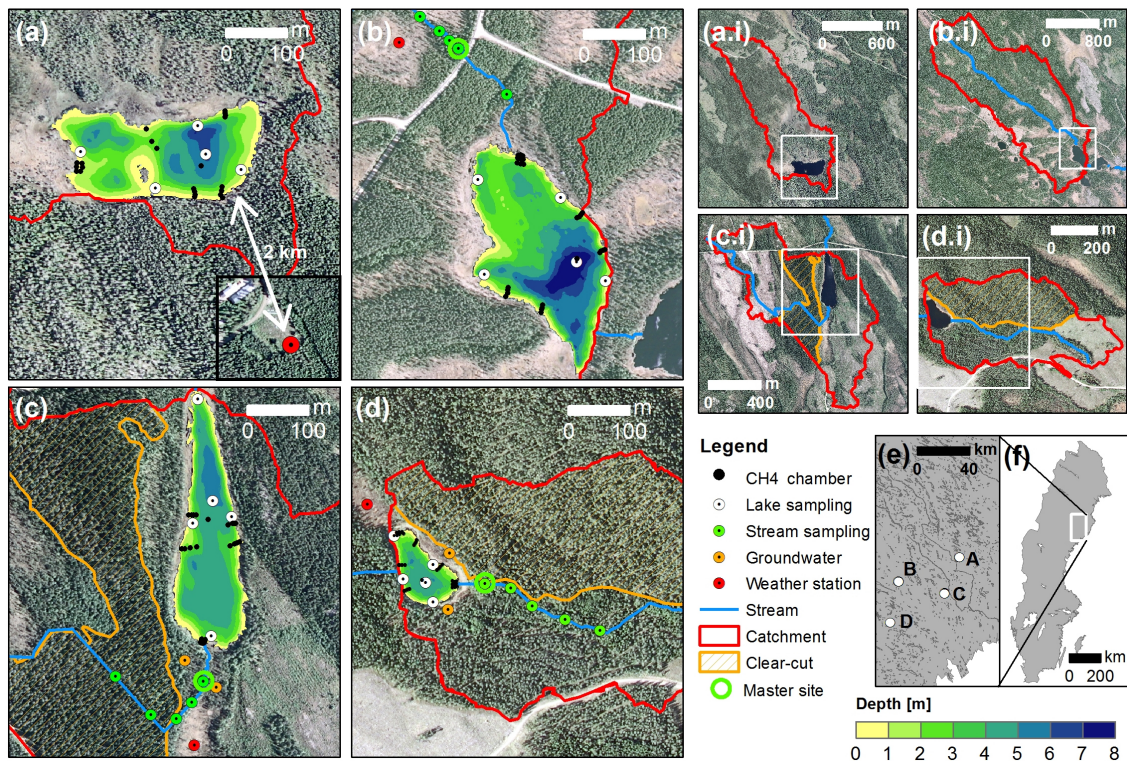 (a)
m
0 100
2 km
(b)
m
0 100
(a.i)
m
0 600
(b.i)
m
0 800
(c.i)
m
0 400
(d.i)
m
0 200
(c)
m
0 100
(d)
m
0 100
Legend
CH4 chamber
Lake sampling
Stream sampling
Groundwater
Weather station
Stream
Catchment
Clear-cut
Master site
(e)
km
0 40
A
B
C
D
(f)
km
0 200
Depth [m]
0 1 2 3 4 5 6 7 8